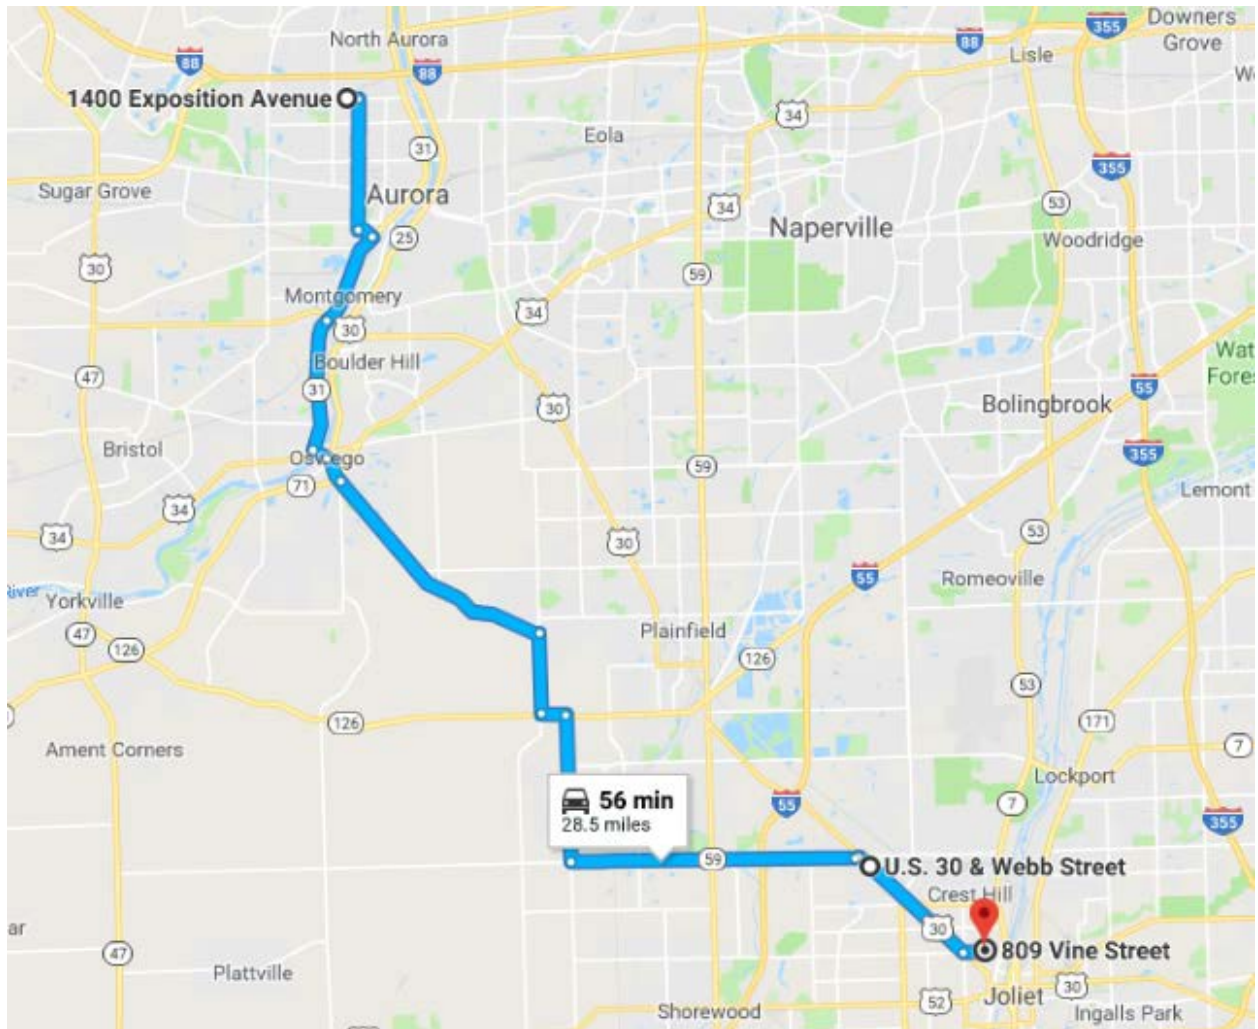 Downers
Grove
355
North Aurora
88
Lisle
88
88
1400 Exposition Avenue
34
Eola
31
355
Sugar Grove
Aurora
34
53
Naperville
25
Woodridge
30
59
Montgomery
34
30
Boulder Hill
47
31
55
30
Bolingbrook
Bristol
355
Oswego
59
71
Lemont
34
34
53
30
55
Romeoville
River
Yorkville
47
Plainfield
126
126
53
126
171
Ament Corners
7
Lockport
56 min
28.5 miles
55
7
355
59
U.S. 30 & Webb Street
Crest Hill
30
47
809 Vine Street
Plattville
52
Joliet
30
Shorewood
Ingalls Park